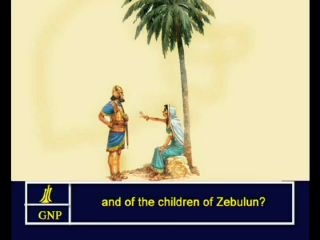 and of the children of Zebulun?
GNP